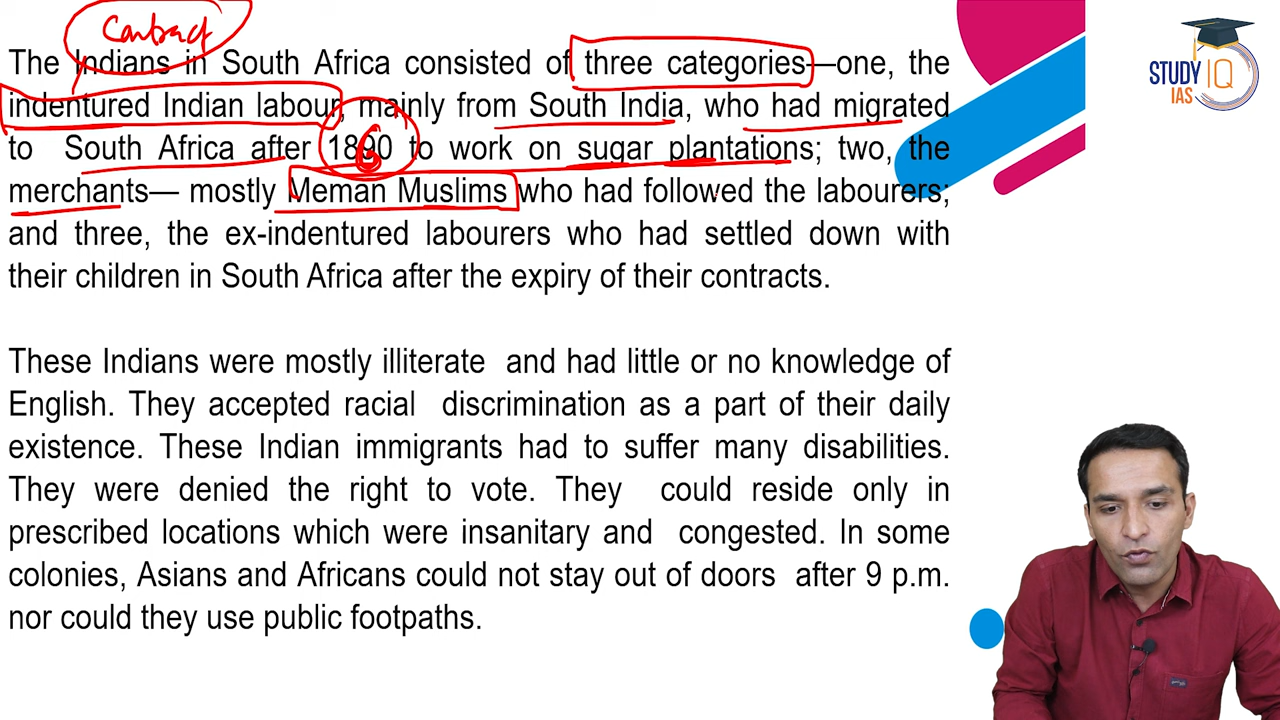 Contract
The Indians in South Africa consisted of three categories—one, the
indentured Indian labour, mainly from South India, who had migrated
to South Africa after 1890 to work on sugar plantations; two, the
6
merchants— mostly Meman Muslims who had followed the labourers;
and three, the ex-indentured labourers who had settled down with
their children in South Africa after the expiry of their contracts.
These Indians were mostly illiterate and had little or no knowledge of
English. They accepted racial discrimination as a part of their daily
existence. These Indian immigrants had to suffer many disabilities.
They were denied the right to vote. They could reside only in
prescribed locations which were insanitary and congested. In some
colonies, Asians and Africans could not stay out of doors after 9 p.m.
nor could they use public footpaths.
STUDY IQ
IAS